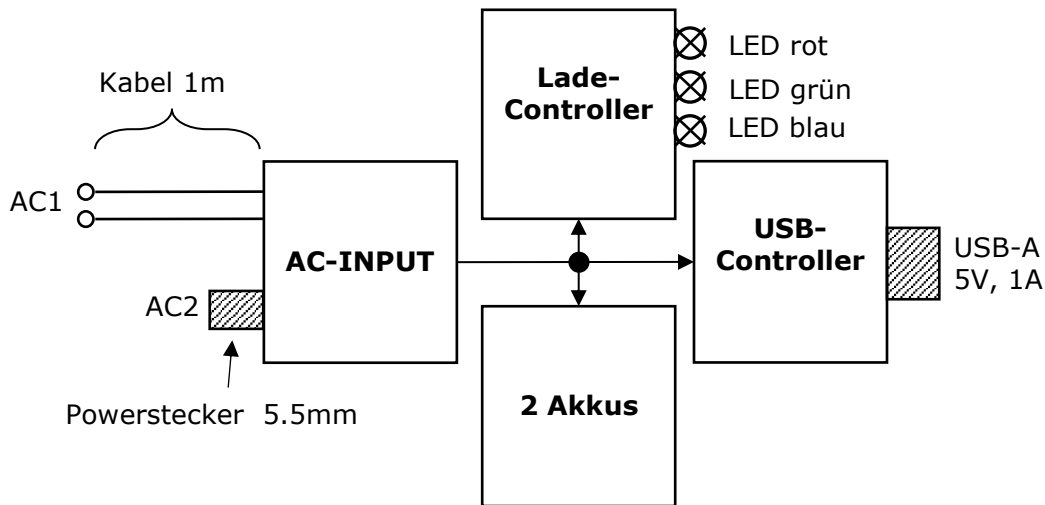 LED rot
Lade-
Controller
LED grün
LED blau
Kabel 1m
AC1
AC-INPUT
USB-
Controller
USB-A
5V, 1A
AC2
Powerstecker 5.5mm
2 Akkus